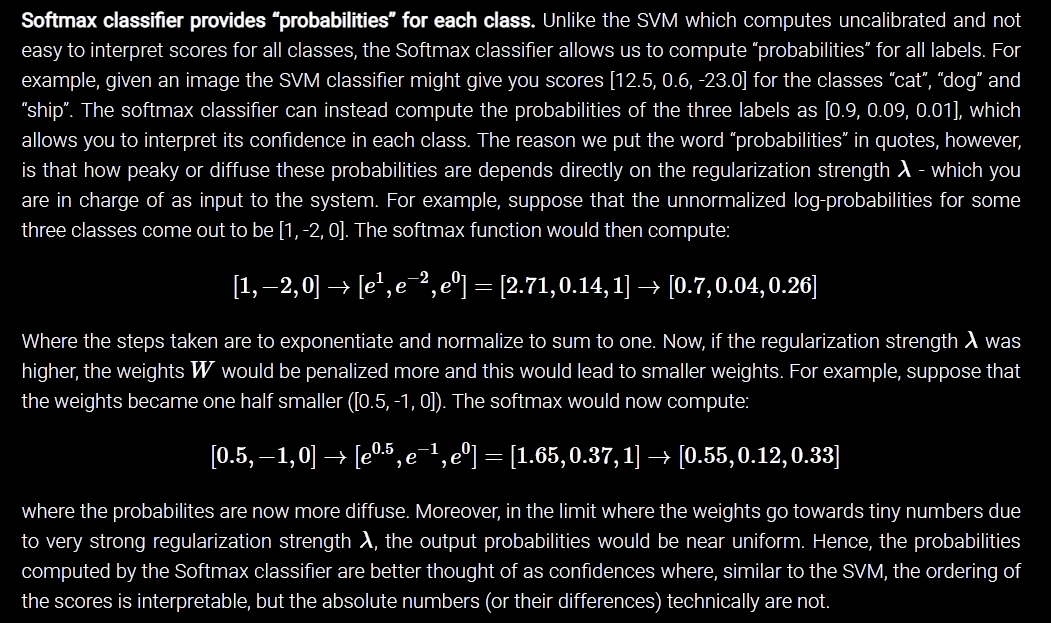 Softmax classifier provides “probabilities” for each class. Unlike the SVM which computes uncalibrated and not
easy to interpret scores for all classes, the Softmax classifier allows us to compute “probabilities” for all labels. For
example, given an image the SVM classifier might give you scores [12.5, 0.6, -23.0] for the classes “cat”, “dog” and
“ship”. The softmax classifier can instead compute the probabilities of the three labels as [0.9, 0.09, 0.01], which
allows you to interpret its confidence in each class. The reason we put the word “probabilities” in quotes, however,
is that how peaky or diffuse these probabilities are depends directly on the regularization strength λ - which you
are in charge of as input to the system. For example, suppose that the unnormalized log-probabilities for some
three classes come out to be [1, -2, 0]. The softmax function would then compute:
[1, −2, 0] → [e¹, e⁻², e⁰] = [2.71, 0.14, 1] → [0.7, 0.04, 0.26]
Where the steps taken are to exponentiate and normalize to sum to one. Now, if the regularization strength λ was
higher, the weights W would be penalized more and this would lead to smaller weights. For example, suppose that
the weights became one half smaller ([0.5, -1, 0]). The softmax would now compute:
[0.5, −1, 0] → [e^0.5, e⁻¹, e⁰] = [1.65, 0.37, 1] → [0.55, 0.12, 0.33]
where the probabilites are now more diffuse. Moreover, in the limit where the weights go towards tiny numbers due
to very strong regularization strength λ, the output probabilities would be near uniform. Hence, the probabilities
computed by the Softmax classifier are better thought of as confidences where, similar to the SVM, the ordering of
the scores is interpretable, but the absolute numbers (or their differences) technically are not.